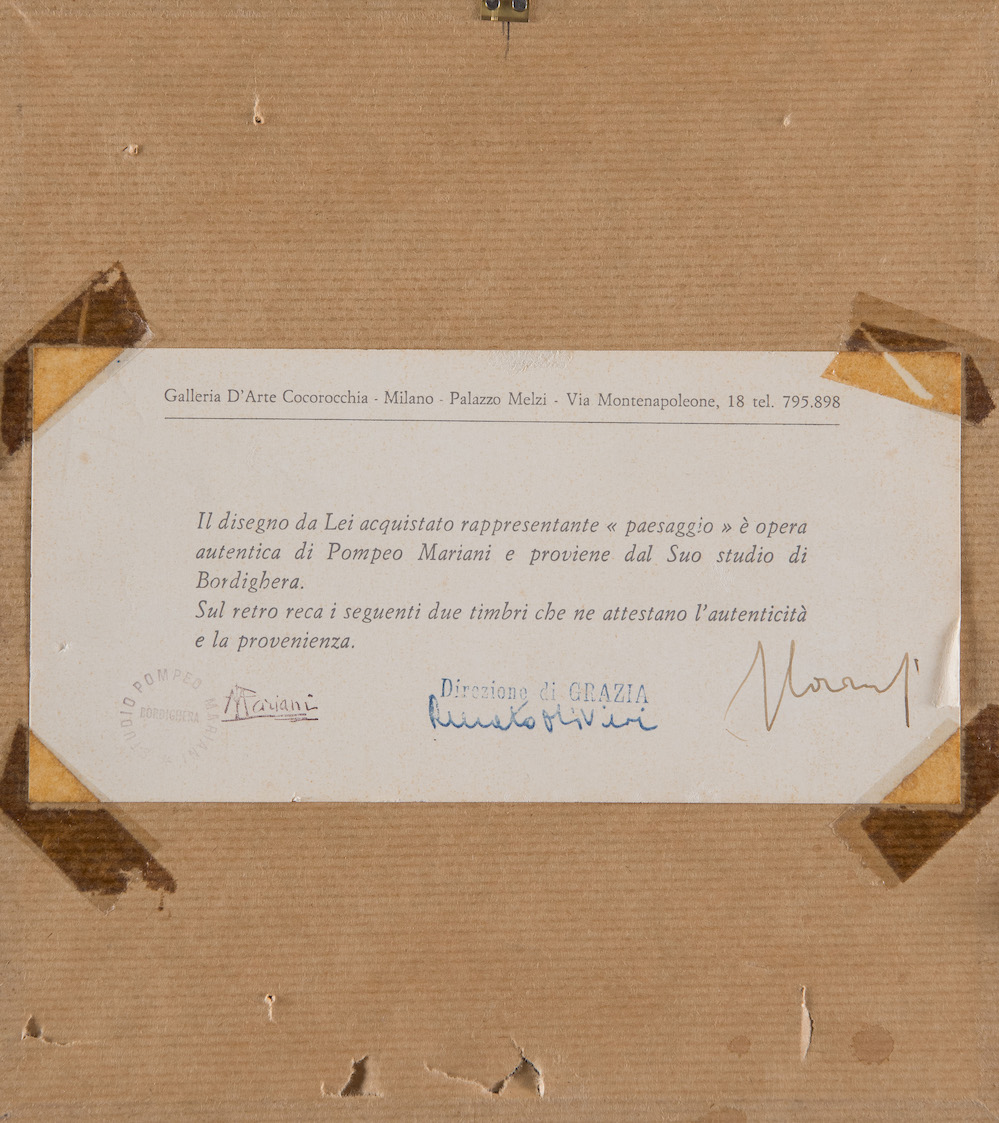 Galleria D'Arte Cocorocchia - Milano - Palazzo Melzi - Via Montenapoleone, 18 tel. 795.898
Il disegno da Lei acquistato rappresentante « paesaggio » è opera
autentica di Pompeo Mariani e proviene dal Suo studio di
Bordighera.
Sul retro reca i seguenti due timbri che ne attestano l'autenticità
e la provenienza.
STUDIO POMPEO MARIANI
BORDIGHERA
Mariani
Direzione di GRAZIA
Renato Olivieri